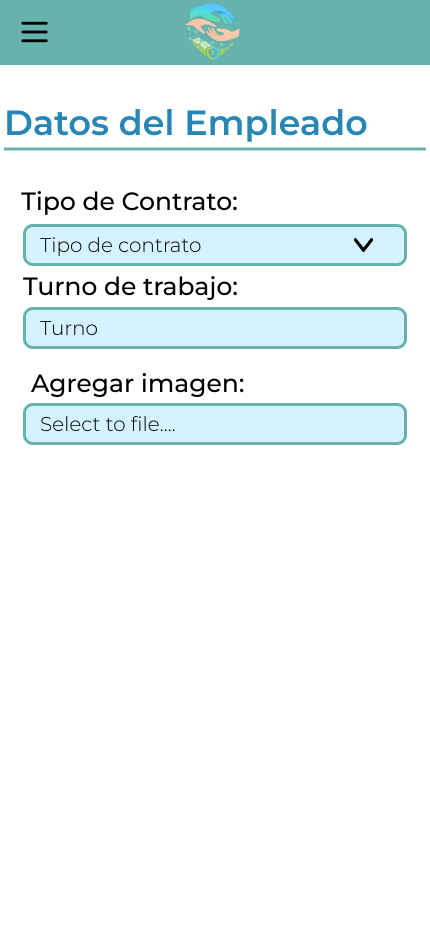 Datos del Empleado
Tipo de Contrato:
Tipo de contrato
Turno de trabajo:
Turno
Agregar imagen:
Select to file....